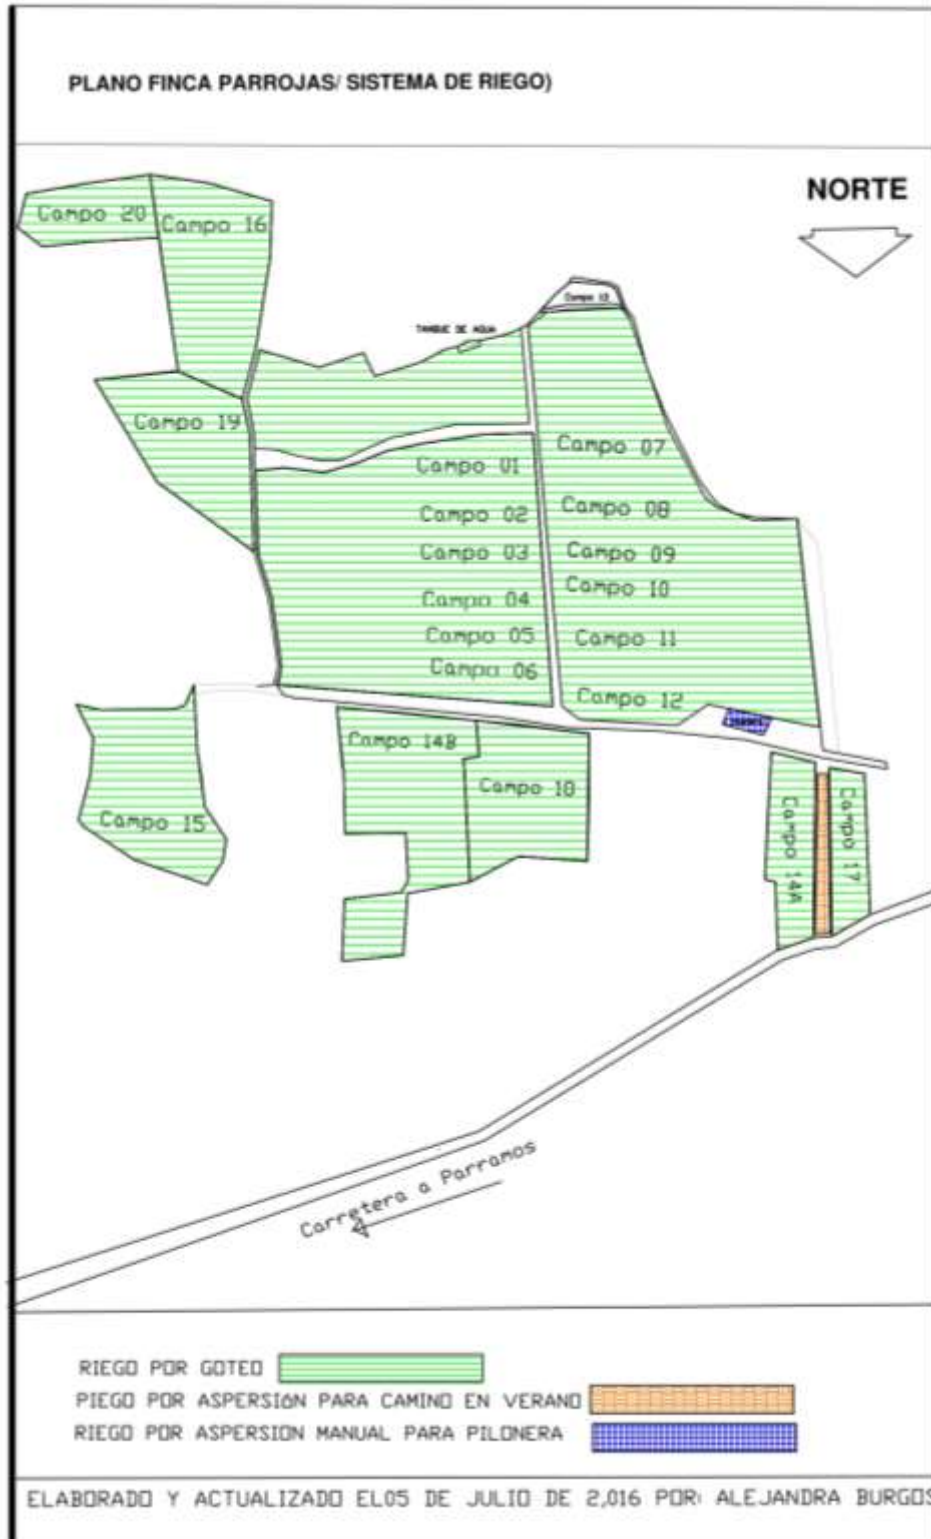 PLANO FINCA PARROJAS/ SISTEMA DE RIEGO)
NORTE
Campo 20
Campo 16
Campo 13
TANQUE DE AGUA
Campo 19
Campo 07
Campo 01
Campo 08
Campo 02
Campo 09
Campo 03
Campo 10
Campo 04
Campo 11
Campo 05
Campo 06
Campo 12
Campo 14B
Campo 18
Campo 15
Campo 14A
Campo 17
Carretera a Parramos
RIEGO POR GOTEO
PIEGO POR ASPERSIóN PARA CAMINO EN VERANO
RIEGO POR ASPERSION MANUAL PARA PILONERA
ELABORADO Y ACTUALIZADO EL05 DE JULIO DE 2,016 POR: ALEJANDRA BURGOS